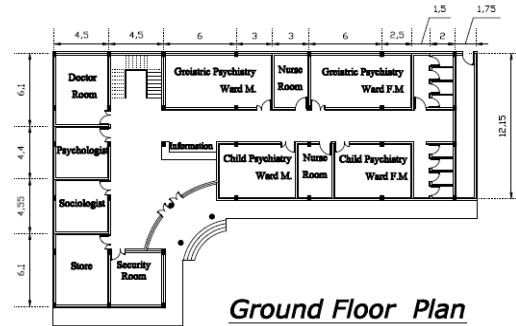 1,5
1,75
4,5
4,5
6
3
3
6
2,5
2
6,1
4,4
4,55
6,1
12,15
Doctor
Room
Greiatric Psychiatry
Ward M.
Nurse
Room
Greiatric Psychiatry
Ward F.M
Psychologist
Information
Child Psychiatry
Ward M.
Nurse
Room
Child Psychiatry
Ward F.M
Sociologist
Store
Security
Room
Ground Floor Plan